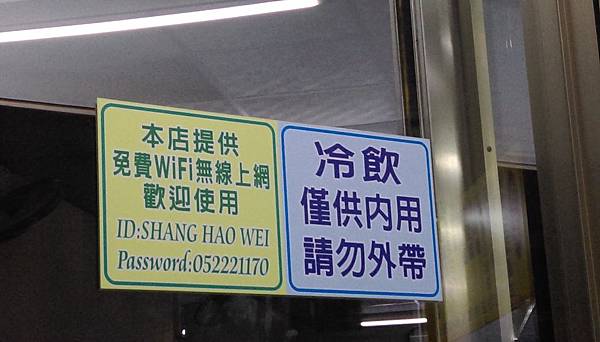 本店提供
免費WiFi無線上網
歡迎使用
ID:SHANG HAO WEI
Password:052221170
冷飲
僅供內用
請勿外帶